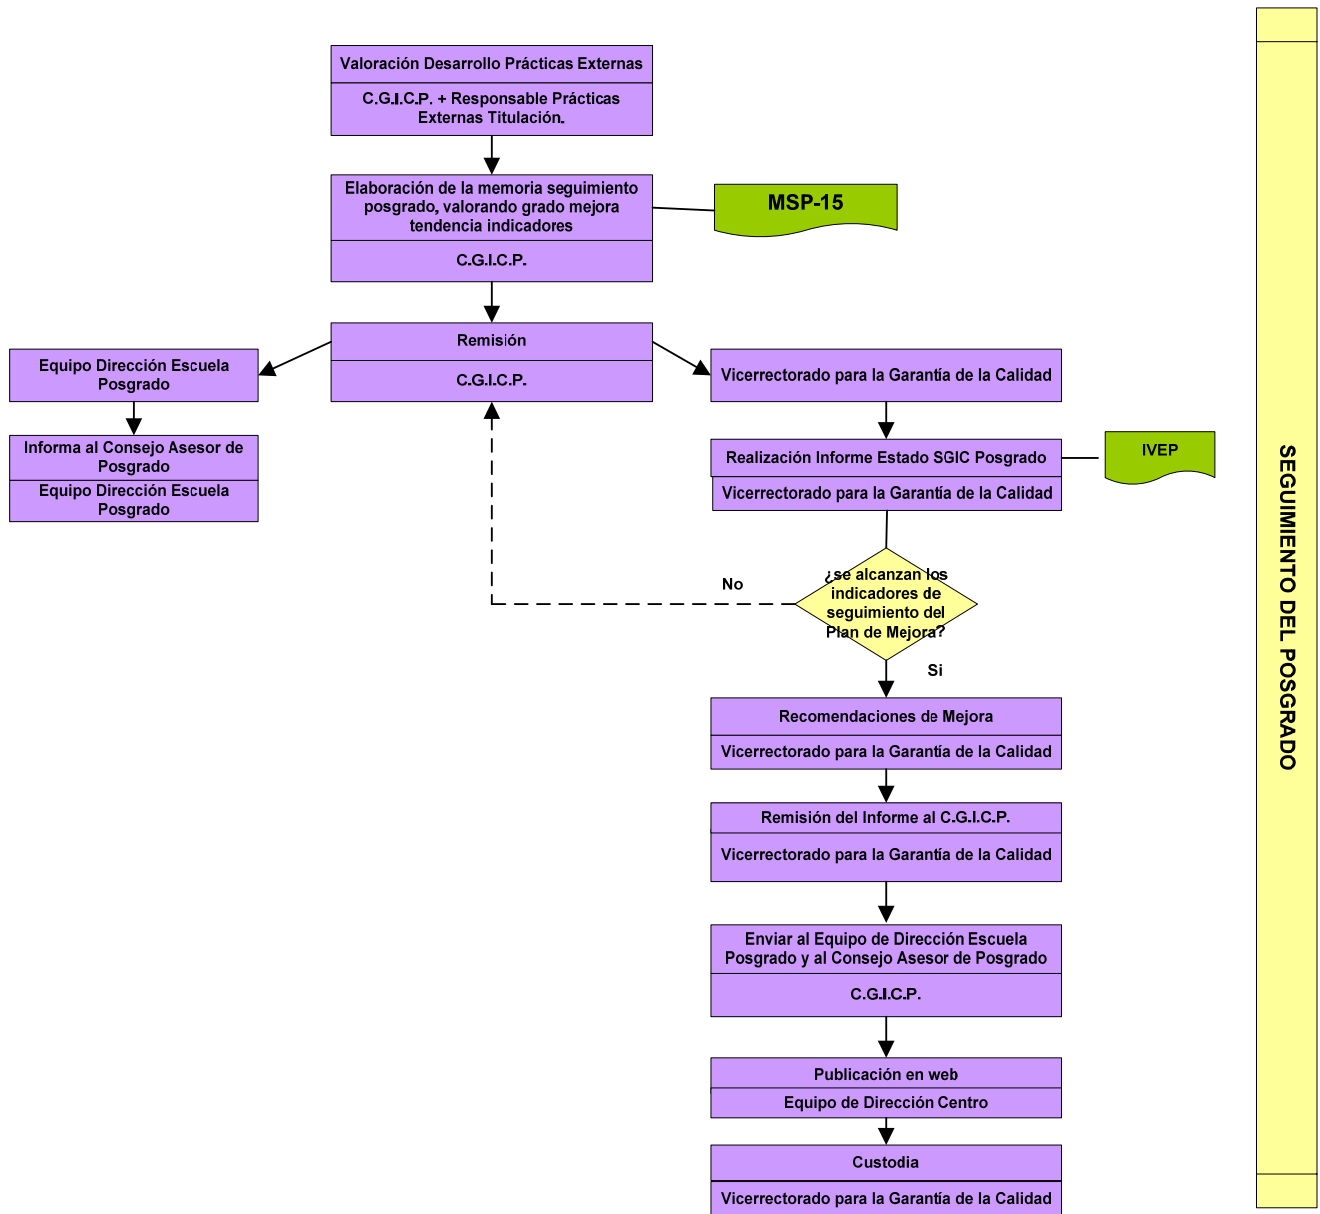 Valoración Desarrollo Prácticas Externas
C.G.I.C.P. + Responsable Prácticas
Externas Titulación.
Elaboración de la memoria seguimiento
posgrado, valorando grado mejora
tendencia indicadores
C.G.I.C.P.
MSP-15
Remisión
C.G.I.C.P.
Equipo Dirección Escuela
Posgrado
Informa al Consejo Asesor de
Posgrado
Equipo Dirección Escuela
Posgrado
Vicerrectorado para la Garantía de la Calidad
Realización Informe Estado SGIC Posgrado
Vicerrectorado para la Garantía de la Calidad
IVEP
¿se alcanzan los
indicadores de
seguimiento del
Plan de Mejora?
No
Si
Recomendaciones de Mejora
Vicerrectorado para la Garantía de la Calidad
Remisión del Informe al C.G.I.C.P.
Vicerrectorado para la Garantía de la Calidad
Enviar al Equipo de Dirección Escuela
Posgrado y al Consejo Asesor de Posgrado
C.G.I.C.P.
Publicación en web
Equipo de Dirección Centro
Custodia
Vicerrectorado para la Garantía de la Calidad
SEGUIMIENTO DEL POSGRADO